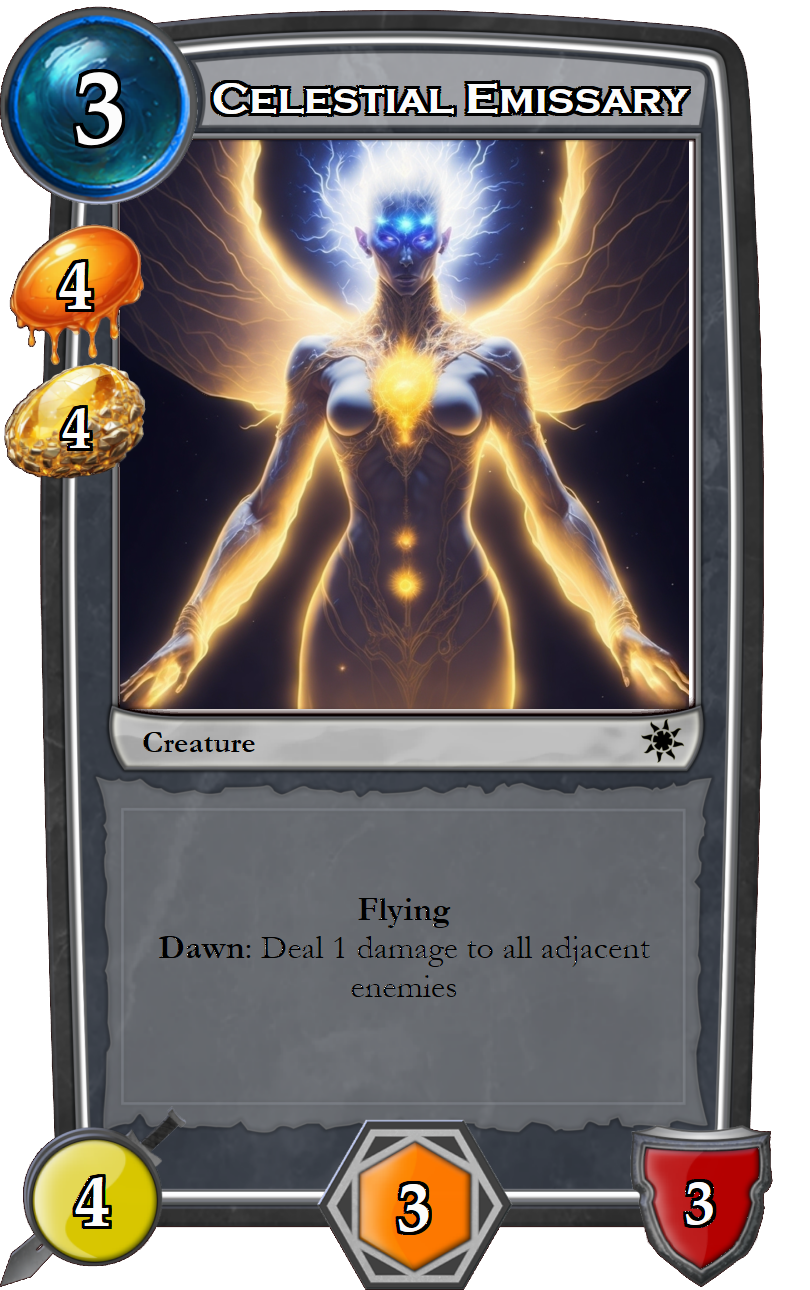 3
Celestial Emissary
4
4
Creature
Flying
Dawn: Deal 1 damage to all adjacent
enemies
4
3
3